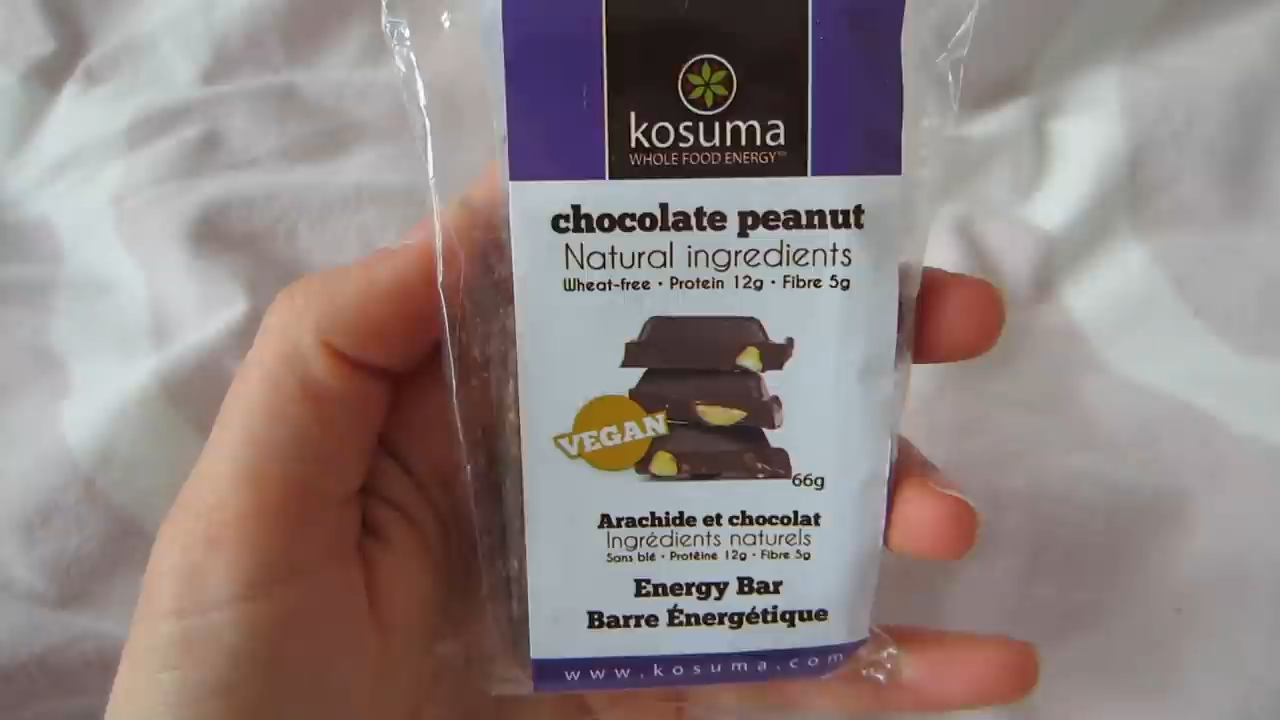 kosuma
WHOLE FOOD ENERGY™
chocolate peanut
Natural ingredients
Wheat-free • Protein 12g • Fibre 5g
VEGAN
66g
Arachide et chocolat
Ingrédients naturels
Sans blé • Protéine 12g • Fibre 5g
Energy Bar
Barre Énergétique
www.kosuma.com